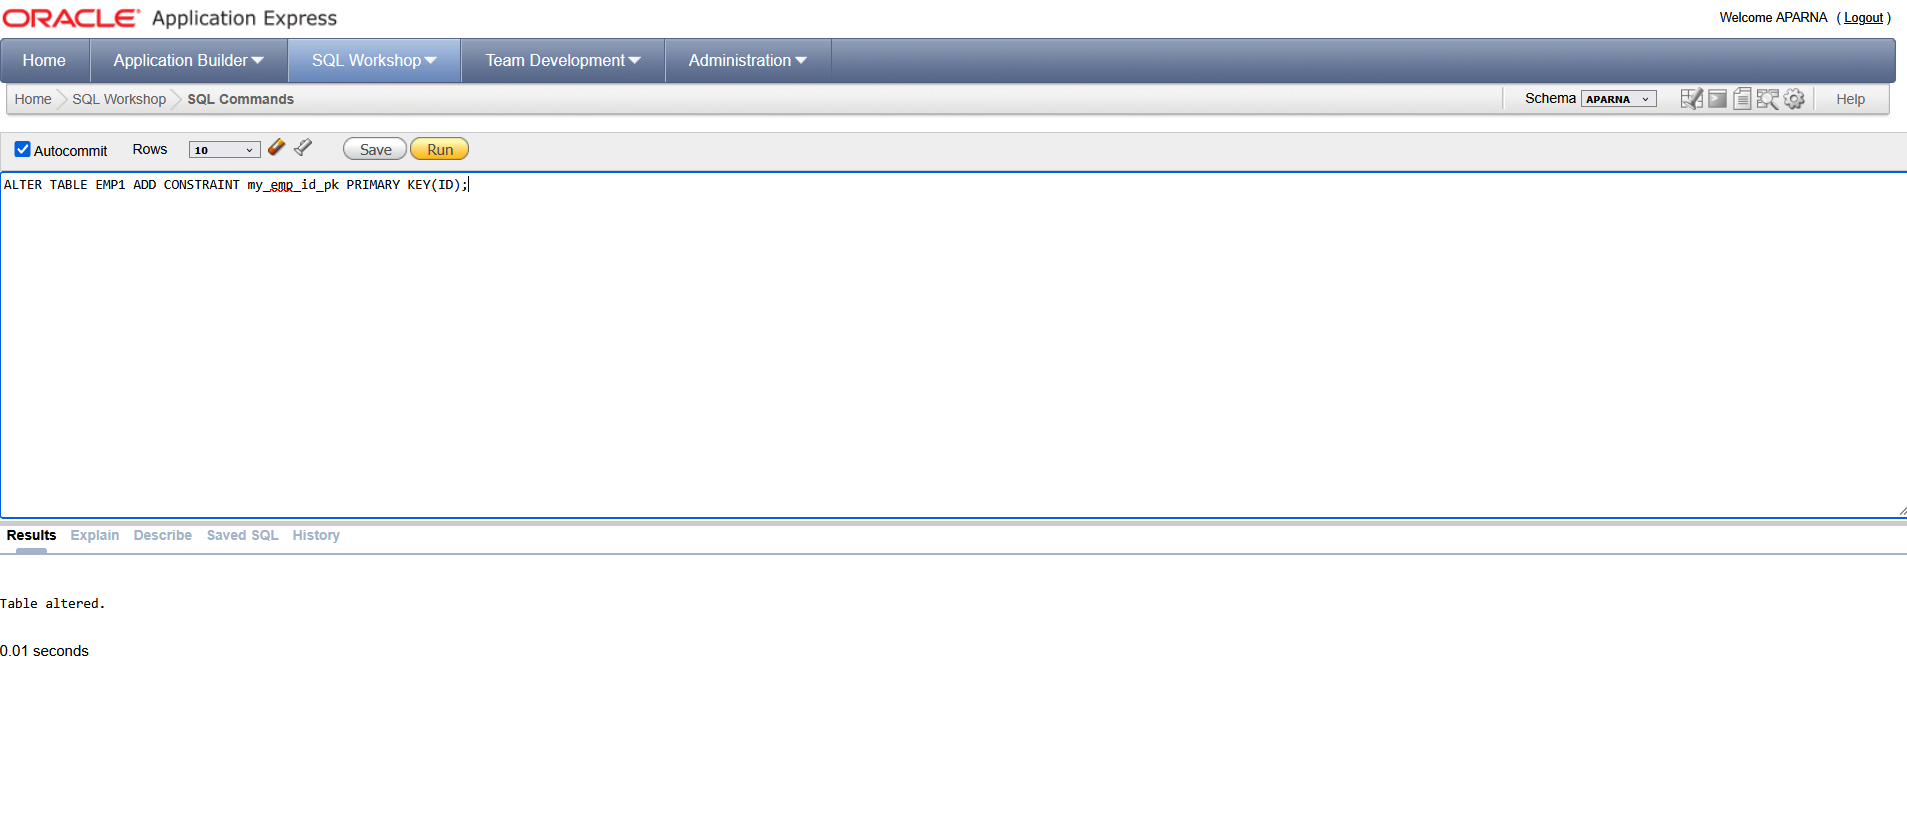 ORACLE Application Express
Welcome APARNA ( Logout )
Home Application Builder SQL Workshop Team Development Administration
Home SQL Workshop SQL Commands Schema APARNA Help
Autocommit Rows 10 Save Run
ALTER TABLE EMP1 ADD CONSTRAINT my_emp_id_pk PRIMARY KEY(ID);
Results Explain Describe Saved SQL History
Table altered.
0.01 seconds